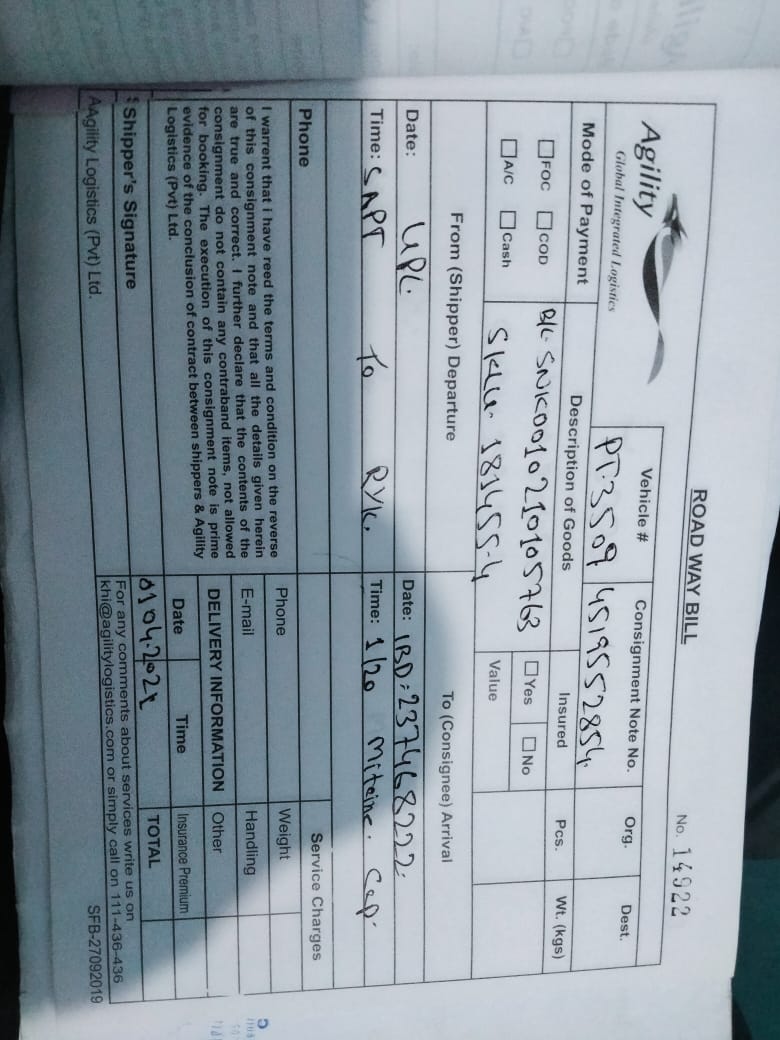 ROAD WAY BILL
No. 14922
Agility
Global Integrated Logistics
Vehicle #
PT-3509
Consignment Note No.
4519552854
Org.
Dest.
Mode of Payment
FOC
COD
A/C
Cash
Description of Goods
B/L SNK0010210105763
SKLU- 181455-4
Insured
Yes
No
Value
Pcs.
Wt. (kgs)
From (Shipper) Departure
To (Consignee) Arrival
Date: UPL.
Date: IBD:237468222
Time: SAPT To RYK.
Time: 1/20
Phone
Service Charges
I warrent that i have reed the terms and condition on the reverse
of this consignment note and that all the details given herein
are true and correct. I further declare that the contents of the
consignment do not contain any contraband items, not allowed
for booking. The execution of this consignment note is prime
evidence of the conclusion of contract between shippers & Agility
Logistics (Pvt) Ltd.
Phone
E-mail
DELIVERY INFORMATION
Date
Time
Weight
Handling
Other
Insurance Premium
TOTAL
Shipper's Signature
Agility Logistics (Pvt) Ltd.
For any comments about services write us on
khi@agilitylogistics.com or simply call on 111-436-436
SFB-27092019